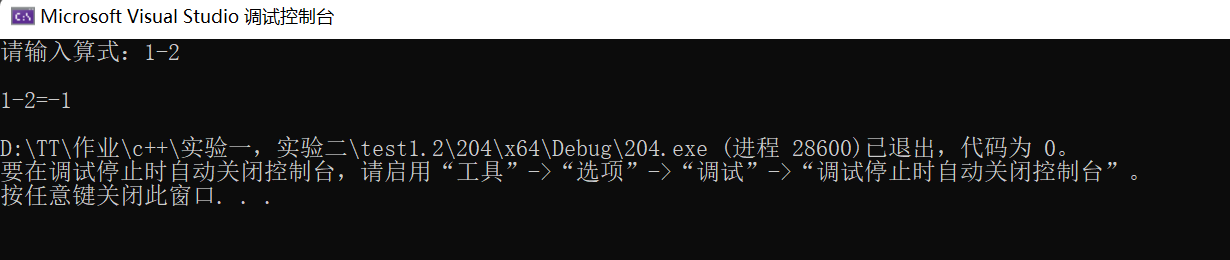 Microsoft Visual Studio 调试控制台
请输入算式：1-2
1-2=-1
D:\TT\作业\c++\实验一，实验二\test1.2\204\x64\Debug\204.exe (进程 28600)已退出，代码为 0。
要在调试停止时自动关闭控制台，请启用“工具”->“选项”->“调试”->“调试停止时自动关闭控制台”。
按任意键关闭此窗口. . .